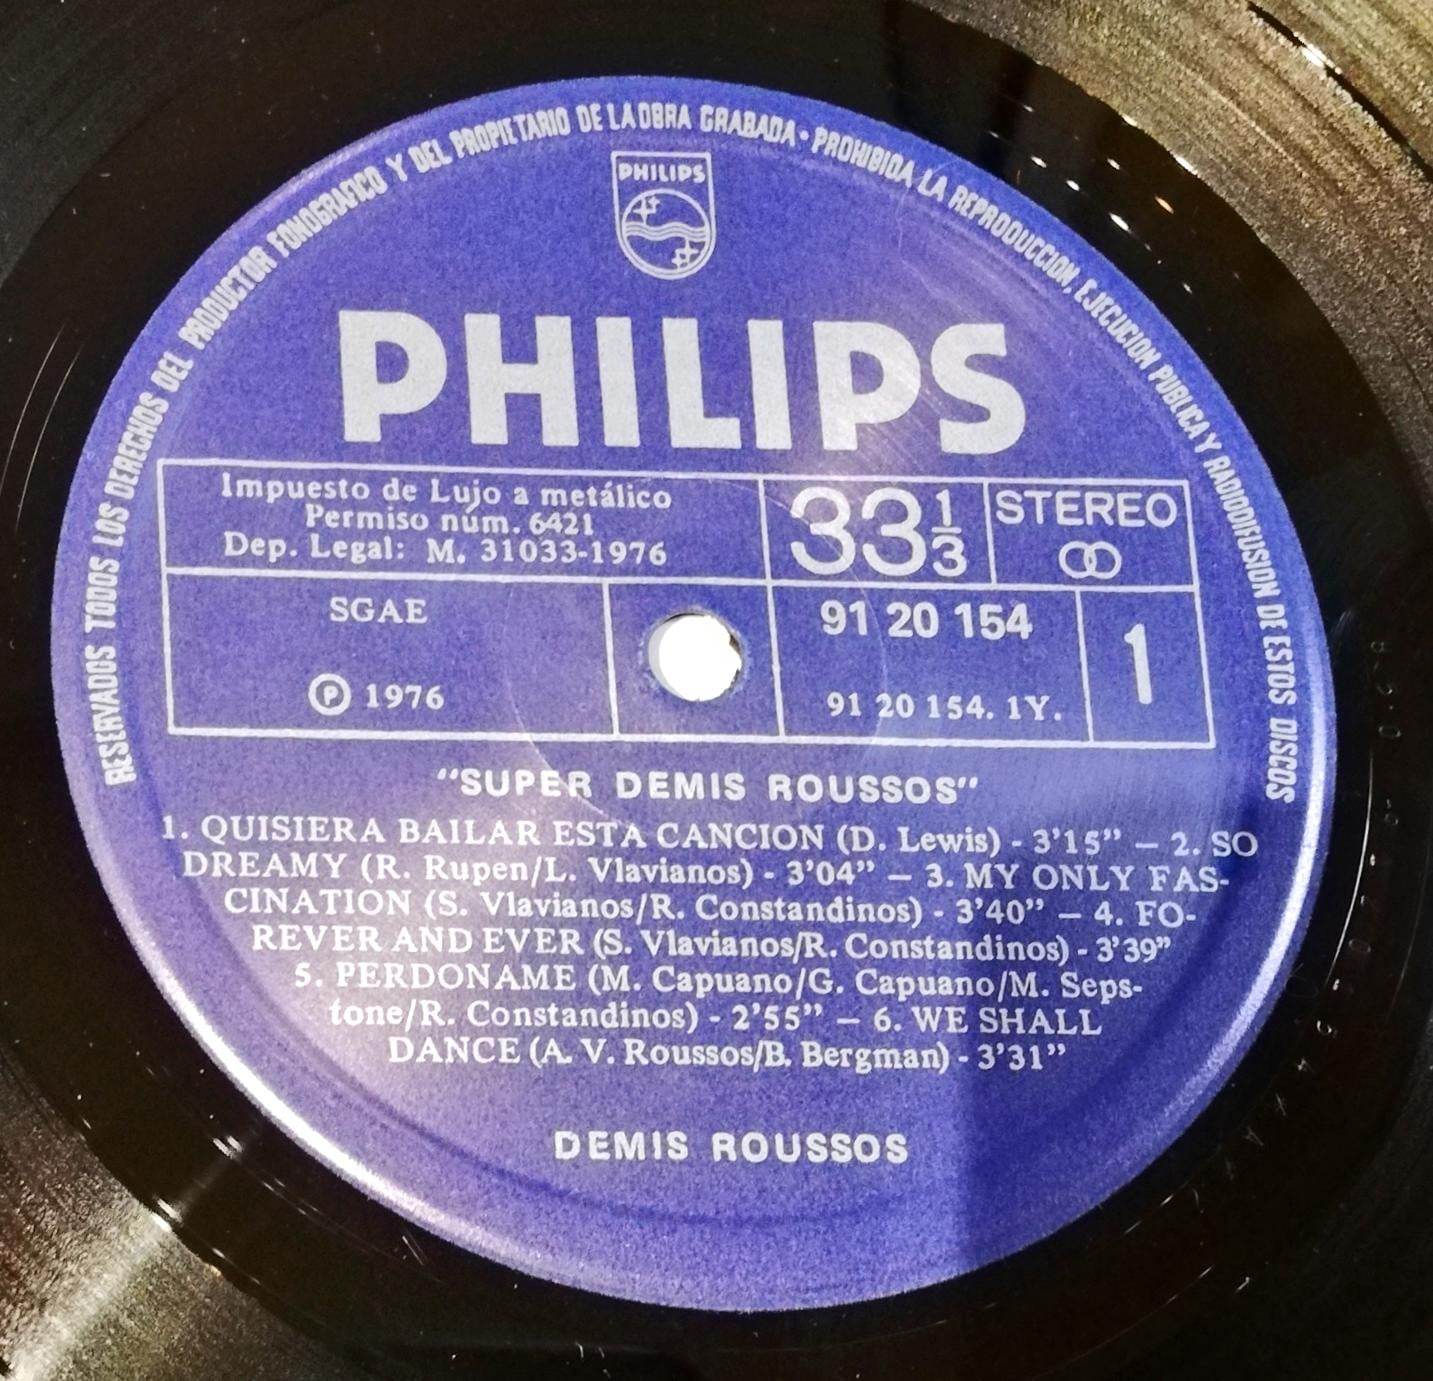 RESERVADOS TODOS LOS DERECHOS DEL PRODUCTOR FONOGRAFICO Y DEL PROPIETARIO DE LA OBRA GRABADA · PROHIBIDA LA REPRODUCCION, EJECUCION PUBLICA Y RADIODIFUSION DE ESTOS DISCOS
PHILIPS
PHILIPS
Impuesto de Lujo a metálico
Permiso núm. 6421
Dep. Legal: M. 31033-1976
33 1/3
STEREO
SGAE
℗ 1976
91 20 154
91 20 154. 1Y.
1
"SUPER DEMIS ROUSSOS"
1. QUISIERA BAILAR ESTA CANCION (D. Lewis) - 3'15" – 2. SO
DREAMY (R. Rupen/L. Vlavianos) - 3'04" – 3. MY ONLY FAS-
CINATION (S. Vlavianos/R. Constandinos) - 3'40" – 4. FO-
REVER AND EVER (S. Vlavianos/R. Constandinos) - 3'39"
5. PERDONAME (M. Capuano/G. Capuano/M. Seps-
tone/R. Constandinos) - 2'55" – 6. WE SHALL
DANCE (A. V. Roussos/B. Bergman) - 3'31"
DEMIS ROUSSOS